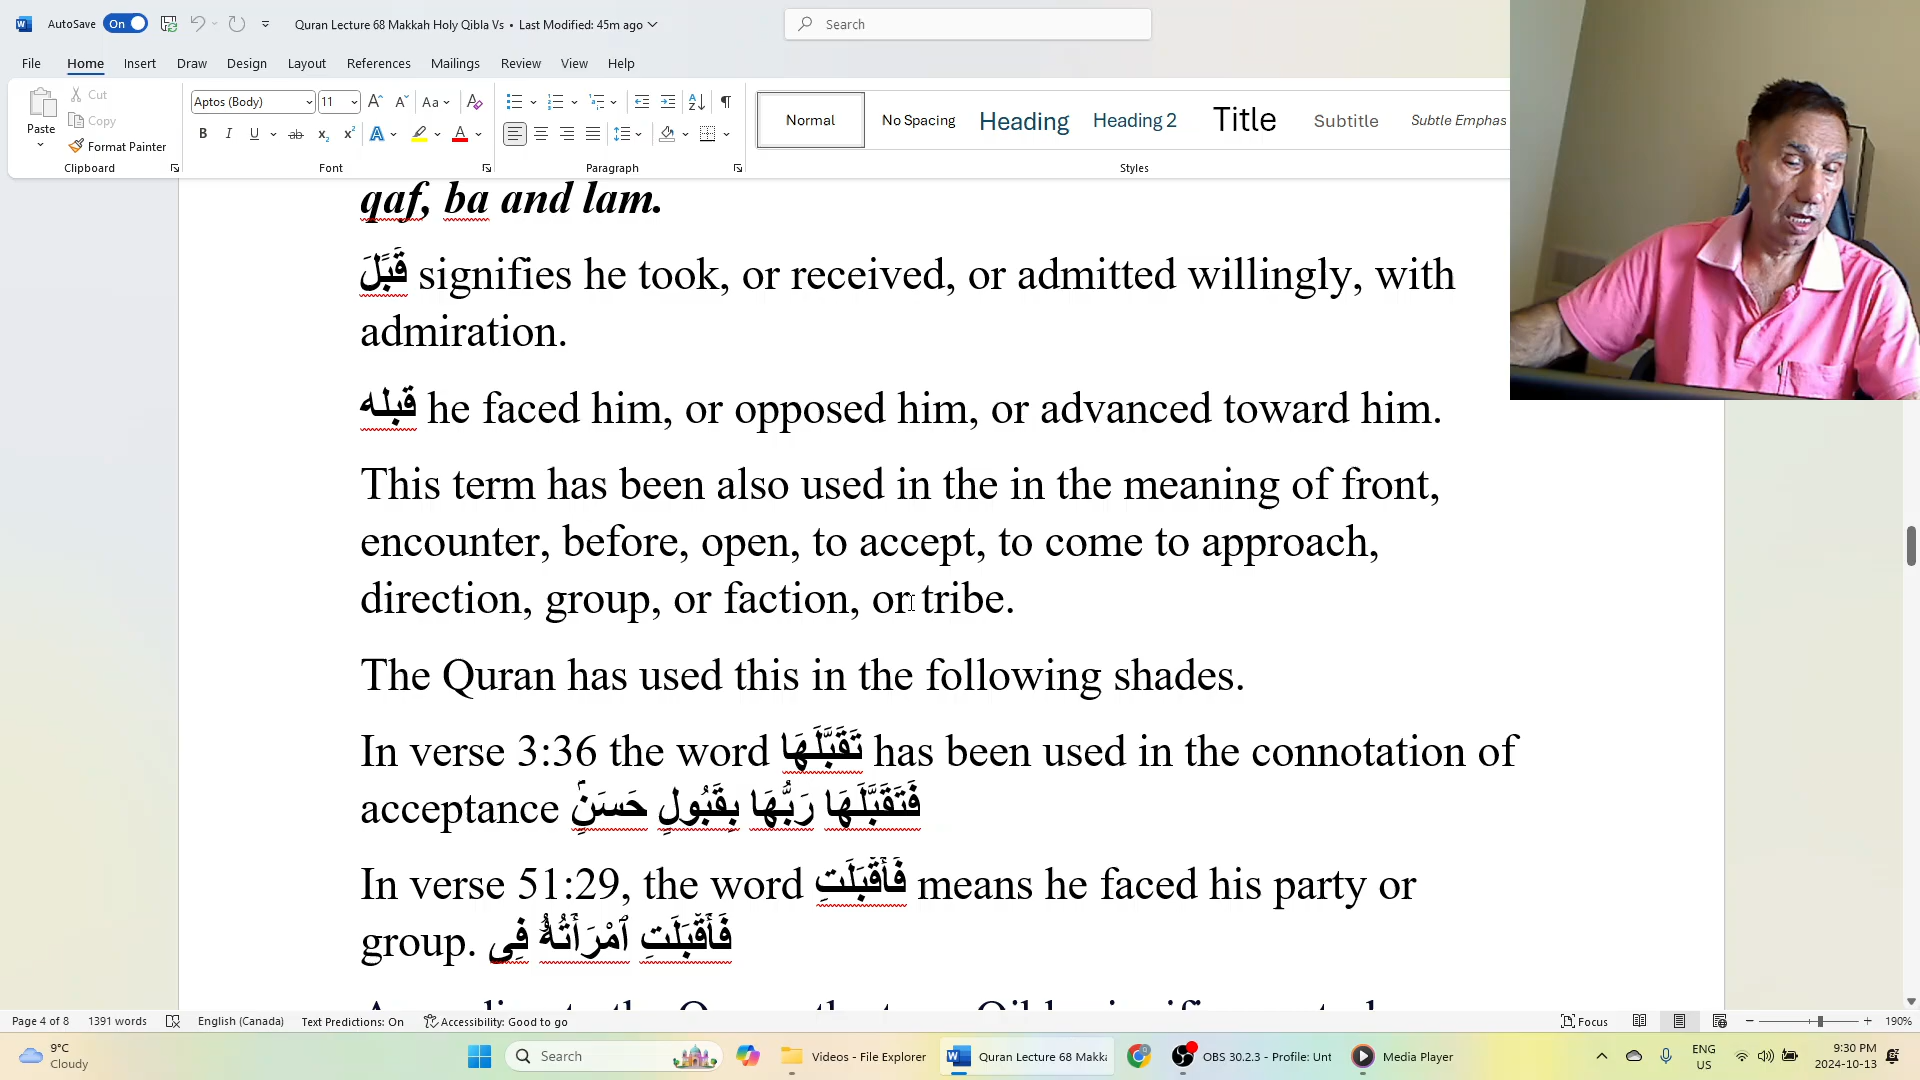 AutoSave On Quran Lecture 68 Makkah Holy Qibla Vs • Last Modified: 45m ago Search
File Home Insert Draw Design Layout References Mailings Review View Help
Paste Cut Copy Format Painter
Aptos (Body) 11
Normal No Spacing Heading Heading 2 Title Subtitle Subtle Emphas
Clipboard Font Paragraph Styles
qaf, ba and lam.
قَبَلَ signifies he took, or received, or admitted willingly, with
admiration.
قبله he faced him, or opposed him, or advanced toward him.
This term has been also used in the in the meaning of front,
encounter, before, open, to accept, to come to approach,
direction, group, or faction, or tribe.
The Quran has used this in the following shades.
In verse 3:36 the word تَقَبَّلَهَا has been used in the connotation of
acceptance فَتَقَبَّلَهَا رَبُّهَا بِقَبُولٍ حَسَنٍۢ
In verse 51:29, the word فَأَقْبَلَتِ means he faced his party or
group. فَأَقْبَلَتِ ٱمْرَأَتُهُۥ فِى
Page 4 of 8 1391 words English (Canada) Text Predictions: On Accessibility: Good to go Focus 190%
9°C
Cloudy
Search Videos - File Explorer Quran Lecture 68 Makka OBS 30.2.3 - Profile: Unt Media Player
ENG
US
9:30 PM
2024-10-13